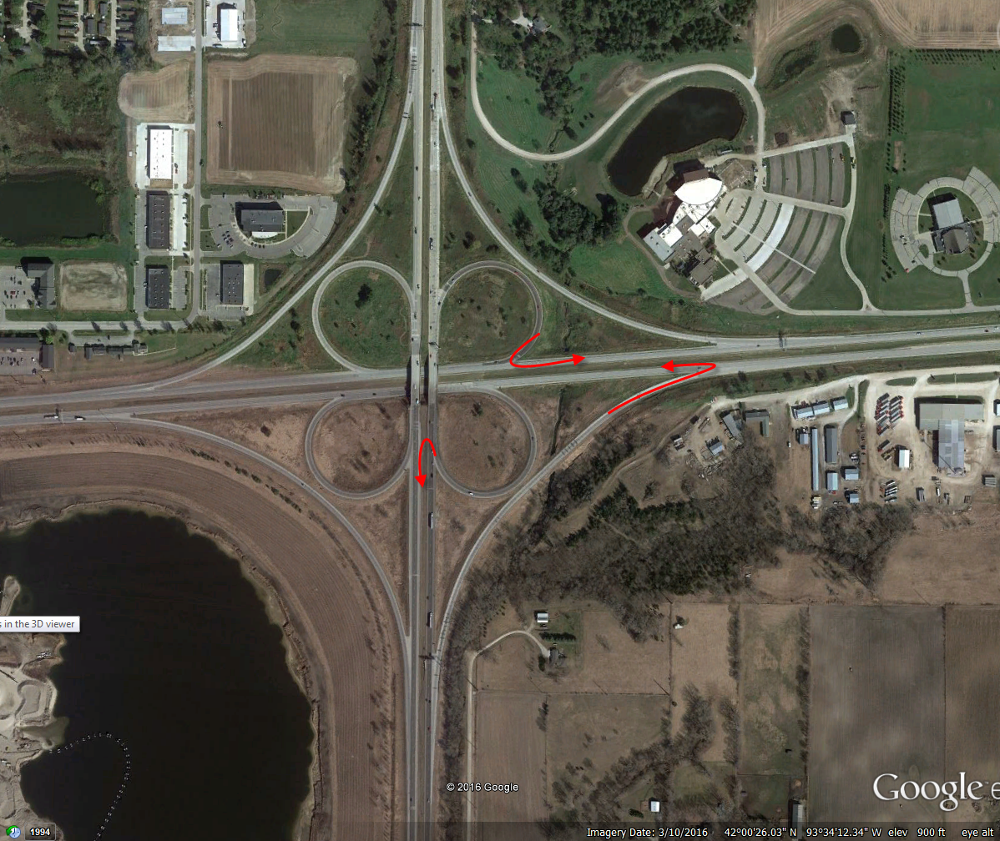 s in the 3D viewer
© 2016 Google
Google e
1994
Imagery Date: 3/10/2016 42°00'26.03" N 93°34'12.34" W elev 900 ft eye alt